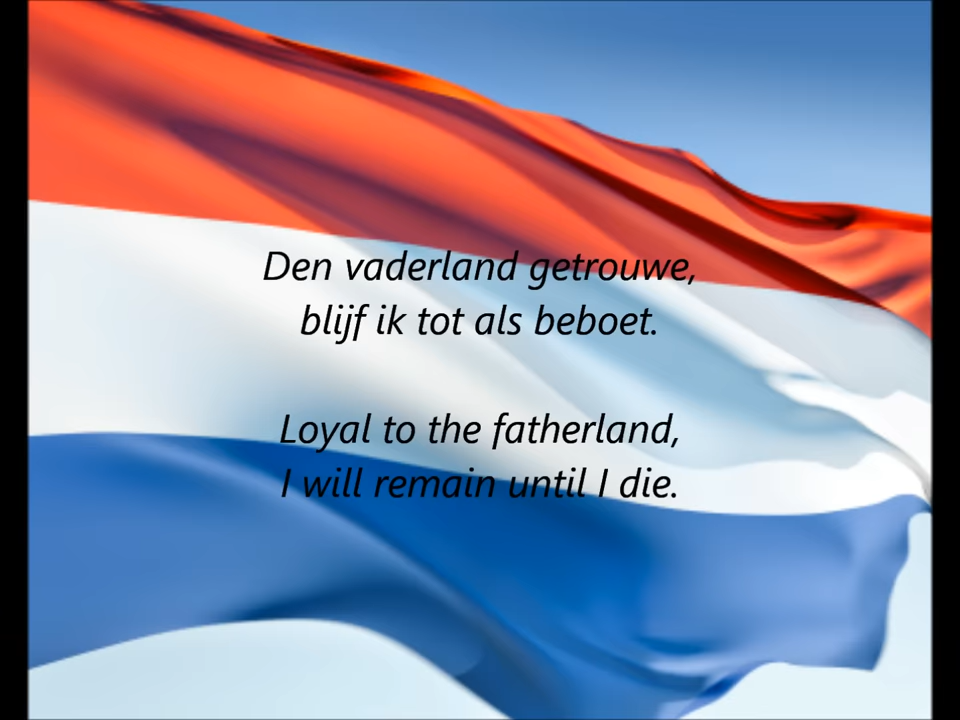 Den vaderland getrouwe,
blijf ik tot als beboet.
Loyal to the fatherland,
I will remain until I die.